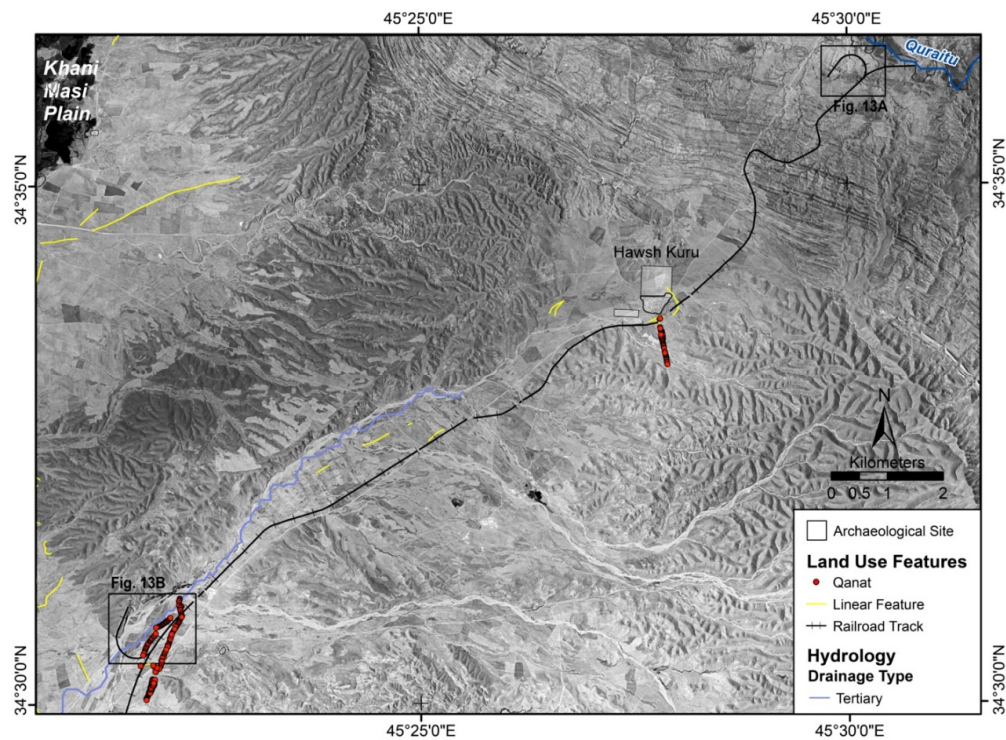 45°25'0"E
45°30'0"E
Khani
Masi
Plain
Quraitu
Fig. 13A
34°35'0"N
34°35'0"N
Hawsh Kuru
N
Kilometers
0 0.5 1 2
Fig. 13B
Archaeological Site
Land Use Features
Qanat
Linear Feature
Railroad Track
Hydrology
Drainage Type
Tertiary
34°30'0"N
34°30'0"N
45°25'0"E
45°30'0"E